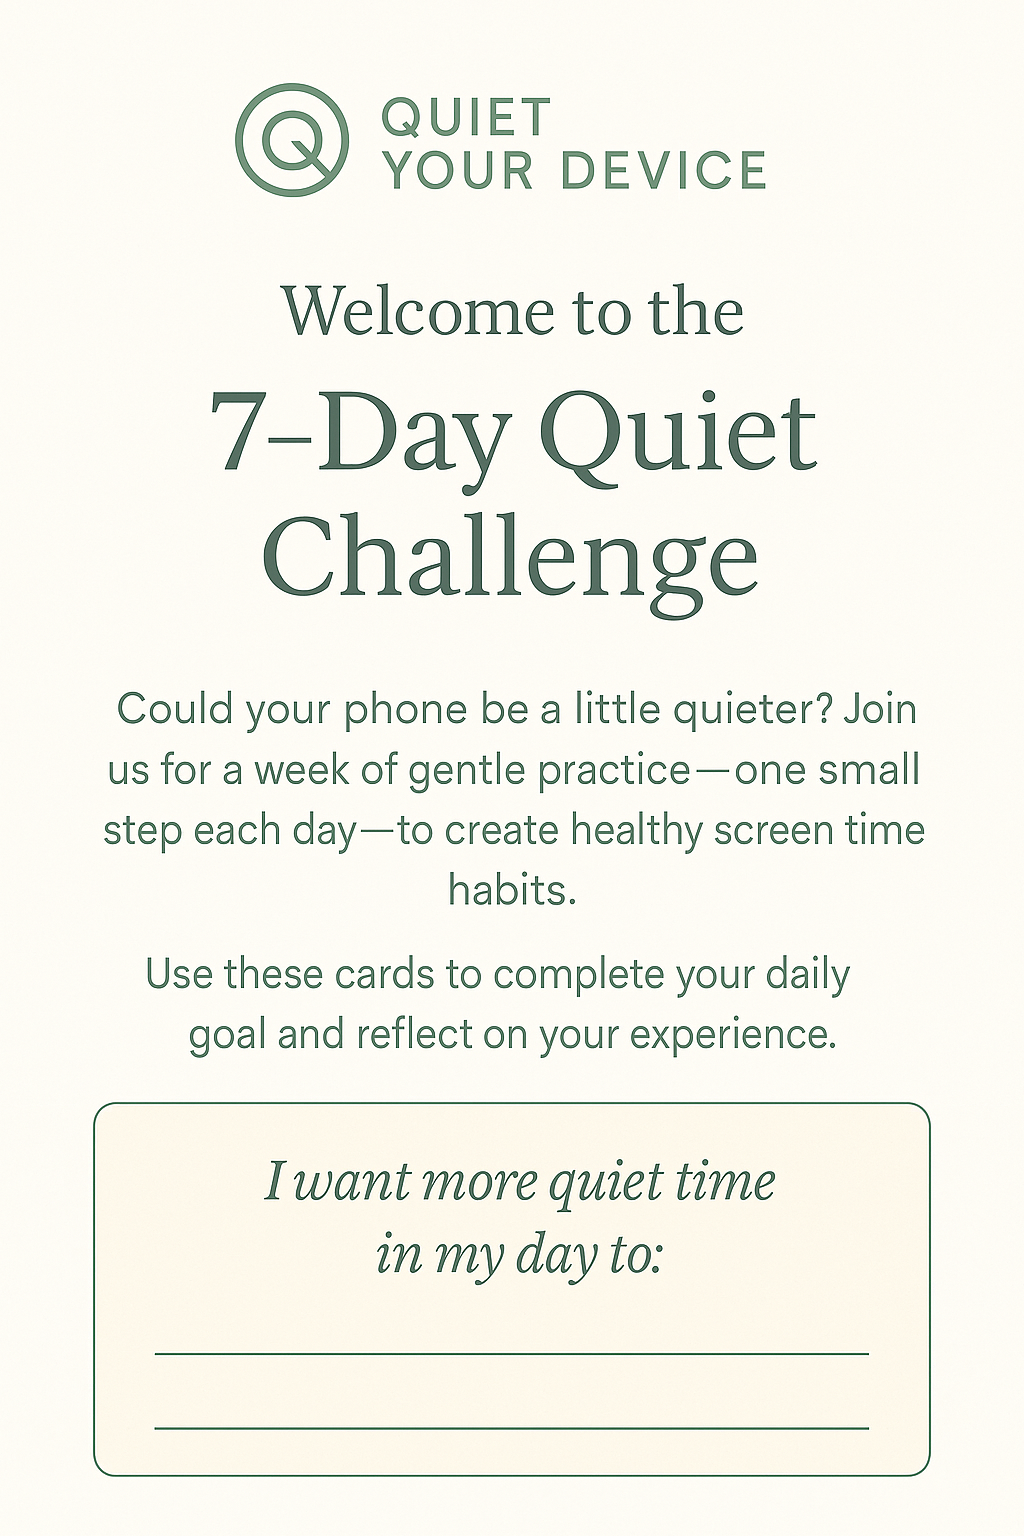 QUIET
YOUR DEVICE
Welcome to the
7–Day Quiet
Challenge
Could your phone be a little quieter? Join
us for a week of gentle practice—one small
step each day—to create healthy screen time
habits.
Use these cards to complete your daily
goal and reflect on your experience.
I want more quiet time
in my day to: